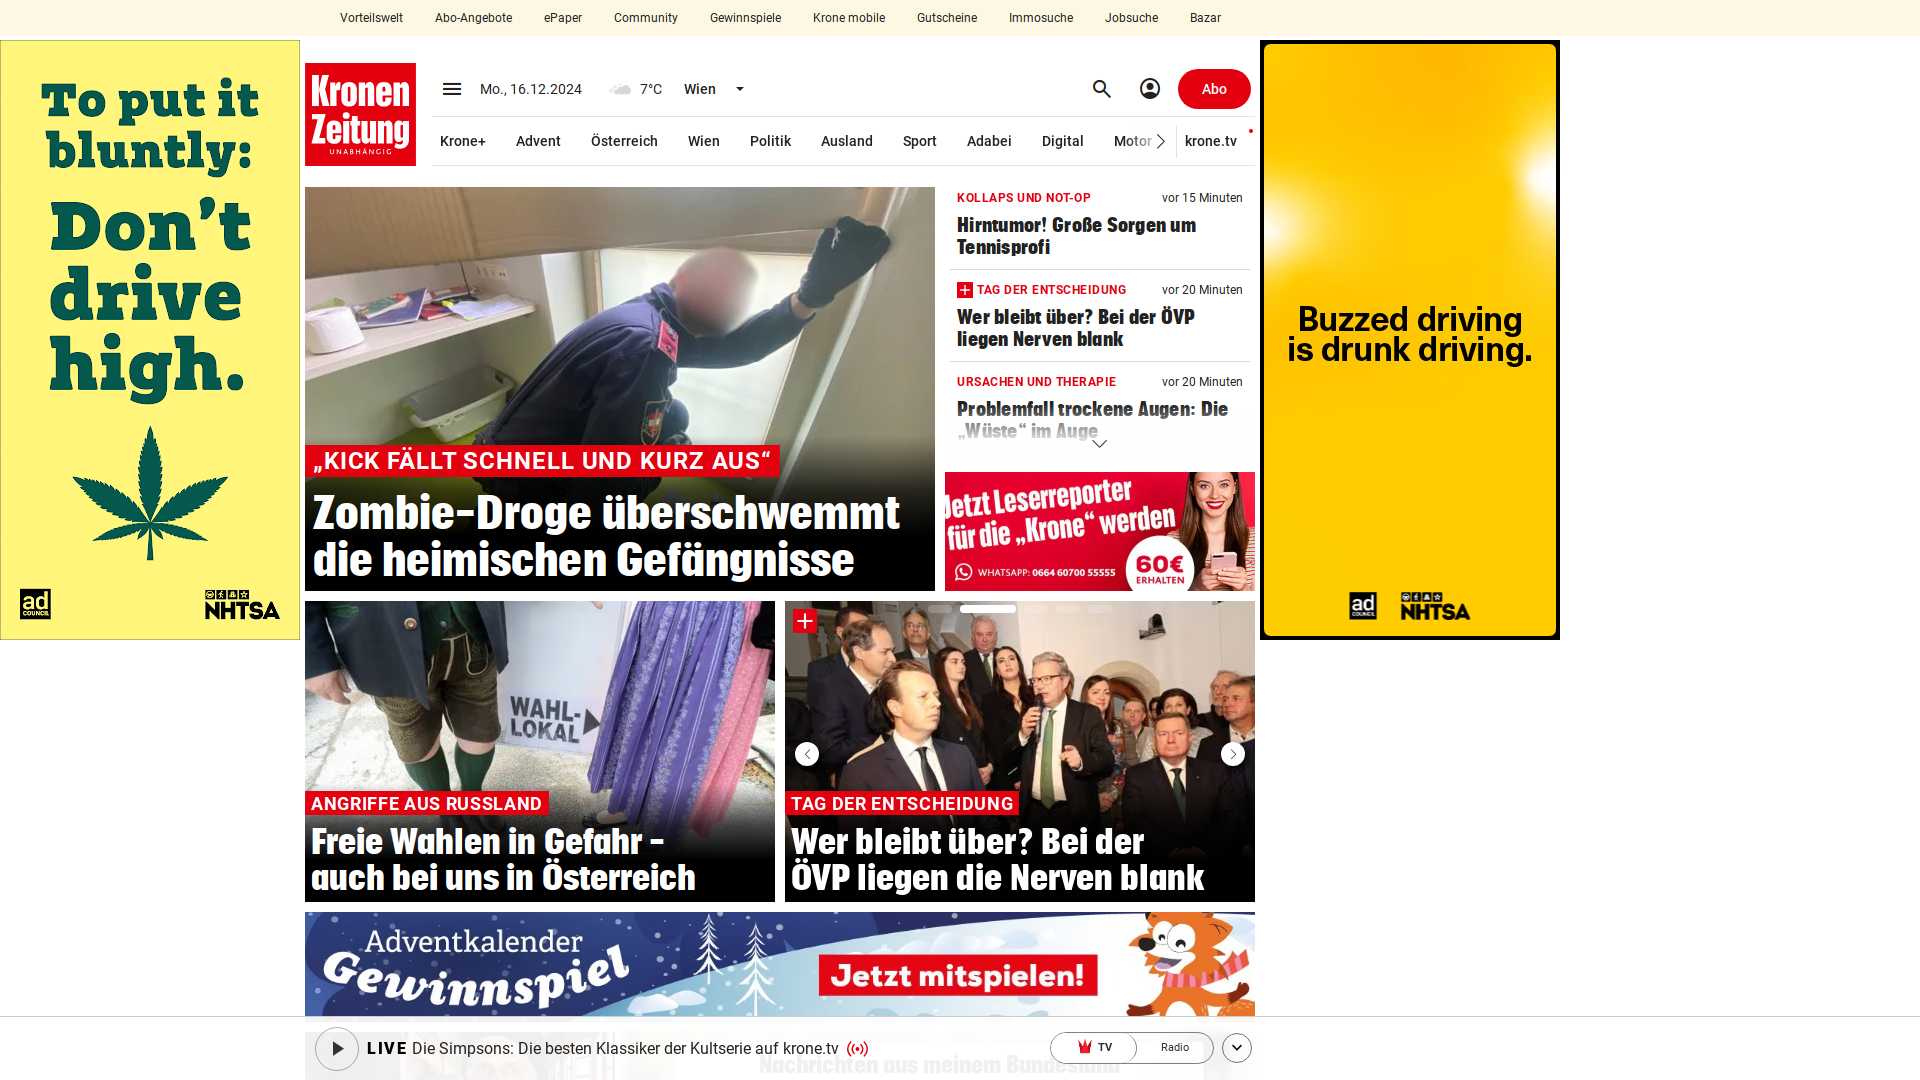 Vorteilswelt Abo-Angebote ePaper Community Gewinnspiele Krone mobile Gutscheine Immosuche Jobsuche Bazar
To put it
bluntly:
Don't
drive
high.
ad
COUNCIL
NHTSA
Kronen
Zeitung
UNABHÄNGIG
Mo., 16.12.2024 7°C Wien
Abo
Krone+ Advent Österreich Wien Politik Ausland Sport Adabei Digital Motor krone.tv
„KICK FÄLLT SCHNELL UND KURZ AUS“
Zombie-Droge überschwemmt
die heimischen Gefängnisse
KOLLAPS UND NOT-OP vor 15 Minuten
Hirntumor! Große Sorgen um
Tennisprofi
TAG DER ENTSCHEIDUNG vor 20 Minuten
Wer bleibt über? Bei der ÖVP
liegen Nerven blank
URSACHEN UND THERAPIE vor 20 Minuten
Problemfall trockene Augen: Die
„Wüste“ im Auge
Jetzt Leserreporter
für die „Krone“ werden
WHATSAPP: 0664 60700 55555
60€
ERHALTEN
Buzzed driving
is drunk driving.
ad
COUNCIL
NHTSA
WAHL-
LOKAL
ANGRIFFE AUS RUSSLAND
Freie Wahlen in Gefahr –
auch bei uns in Österreich
TAG DER ENTSCHEIDUNG
Wer bleibt über? Bei der
ÖVP liegen die Nerven blank
Adventkalender
Gewinnspiel
Jetzt mitspielen!
LIVE Die Simpsons: Die besten Klassiker der Kultserie auf krone.tv
TV Radio
Nachrichten aus meinem Bundesland